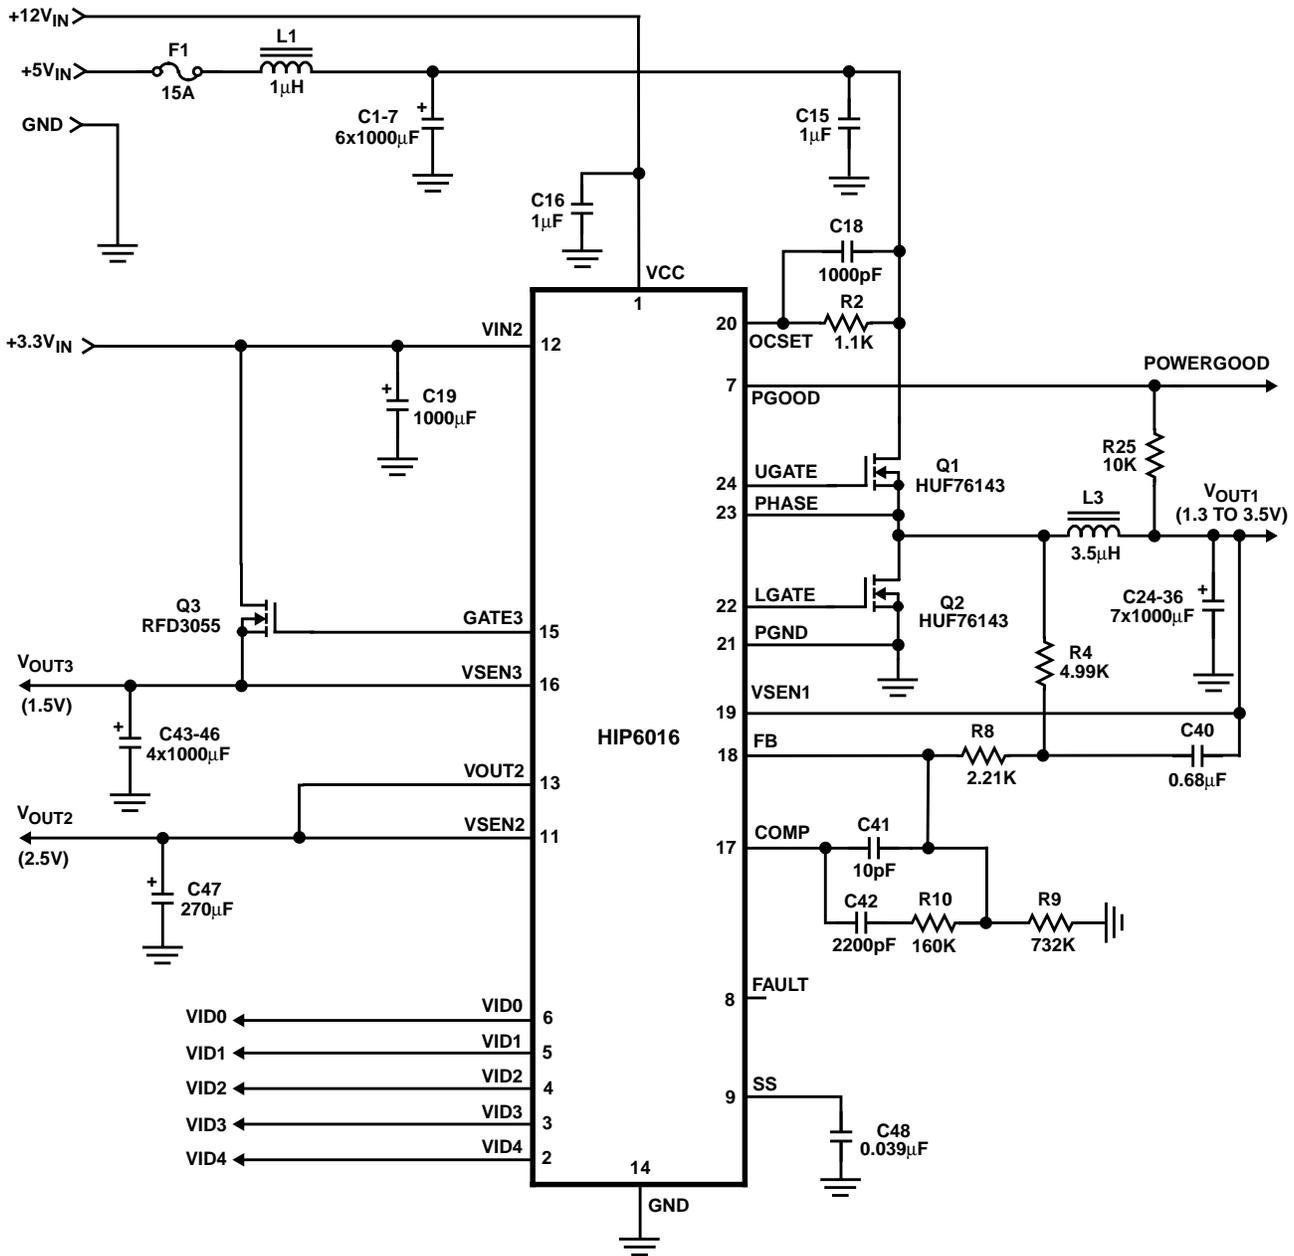 +12VIN
F1
L1
+5VIN
15A
1μH
GND
C1-7
6x1000μF
C15
1μF
C16
1μF
VCC
1
C18
1000pF
+3.3VIN
VIN2
12
20
OCSET
R2
1.1K
C19
1000μF
7
PGOOD
POWERGOOD
R25
10K
24
UGATE
Q1
HUF76143
23
PHASE
L3
3.5μH
VOUT1
(1.3 TO 3.5V)
Q3
RFD3055
GATE3
15
22
LGATE
Q2
HUF76143
C24-36
7x1000μF
21
PGND
VOUT3
(1.5V)
VSEN3
16
R4
4.99K
19
VSEN1
C43-46
4x1000μF
HIP6016
18
FB
R8
2.21K
C40
0.68μF
VOUT2
13
VOUT2
(2.5V)
VSEN2
11
17
COMP
C41
10pF
C47
270μF
C42
2200pF
R10
160K
R9
732K
8
FAULT
VID0
VID0
6
VID1
VID1
5
VID2
VID2
4
VID3
VID3
3
VID4
VID4
2
9
SS
C48
0.039μF
14
GND